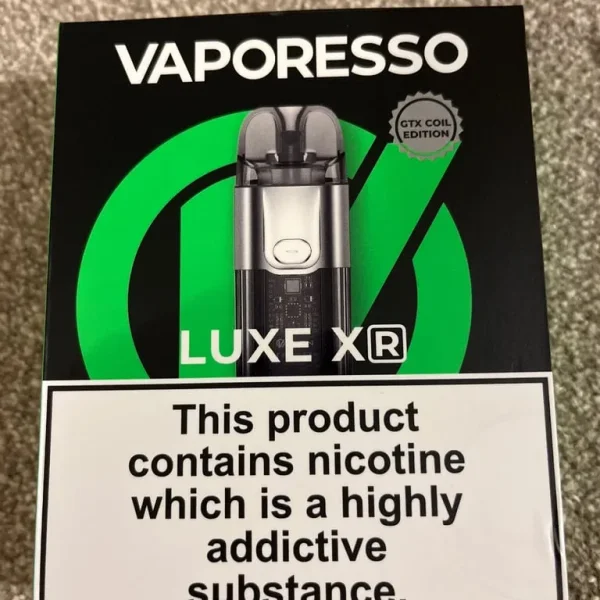 VAPORESSO
GTX COIL
EDITION
LUXE XR
This product
contains nicotine
which is a highly
addictive
substance.